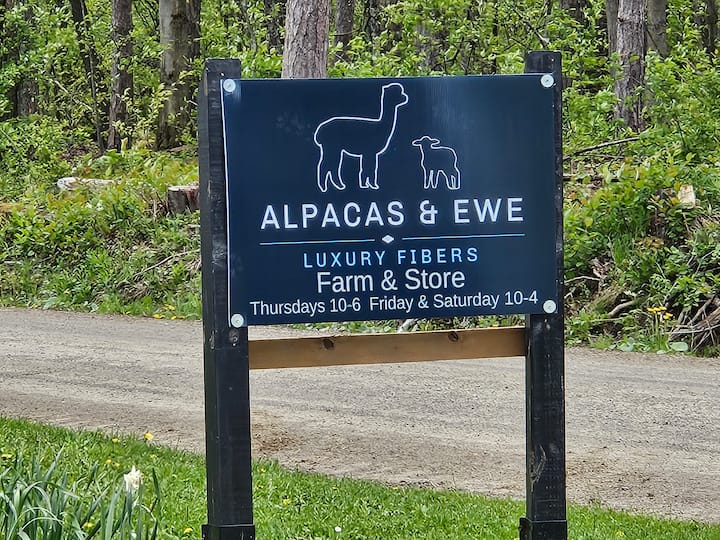 ALPACAS & EWE
LUXURY FIBERS
Farm & Store
Thursdays 10-6 Friday & Saturday 10-4